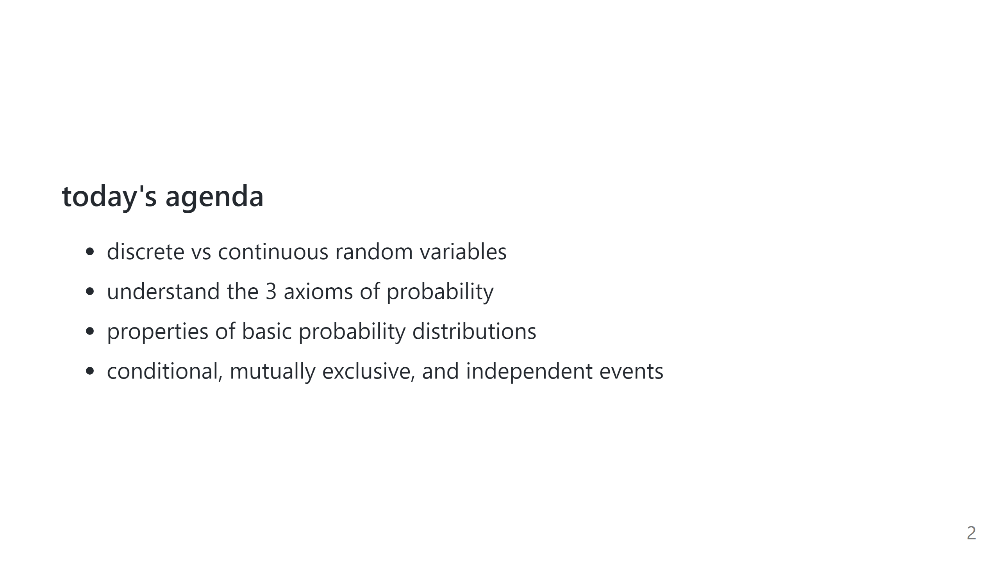 today's agenda
• discrete vs continuous random variables
• understand the 3 axioms of probability
• properties of basic probability distributions
• conditional, mutually exclusive, and independent events
2